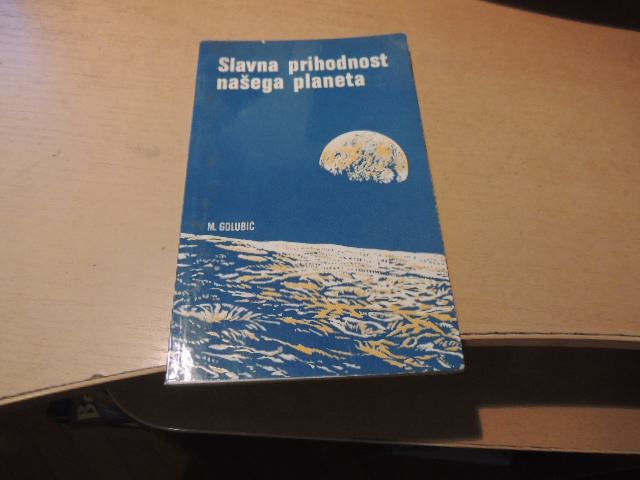 Slavna prihodnost
našega planeta
M. GOLUBIĆ